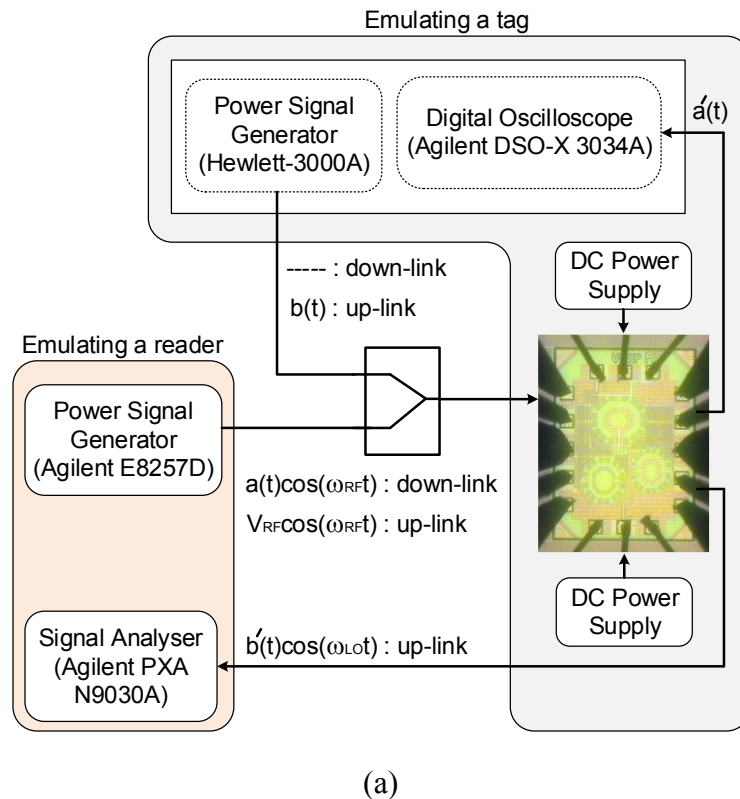 Emulating a tag
Power Signal
Generator
(Hewlett-3000A)
Digital Oscilloscope
(Agilent DSO-X 3034A)
a′(t)
----- : down-link
b(t) : up-link
DC Power
Supply
Emulating a reader
Power Signal
Generator
(Agilent E8257D)
a(t)cos(ωRFt) : down-link
VRFcos(ωRFt) : up-link
DC Power
Supply
Signal Analyser
(Agilent PXA
N9030A)
b′(t)cos(ωLOt) : up-link
(a)